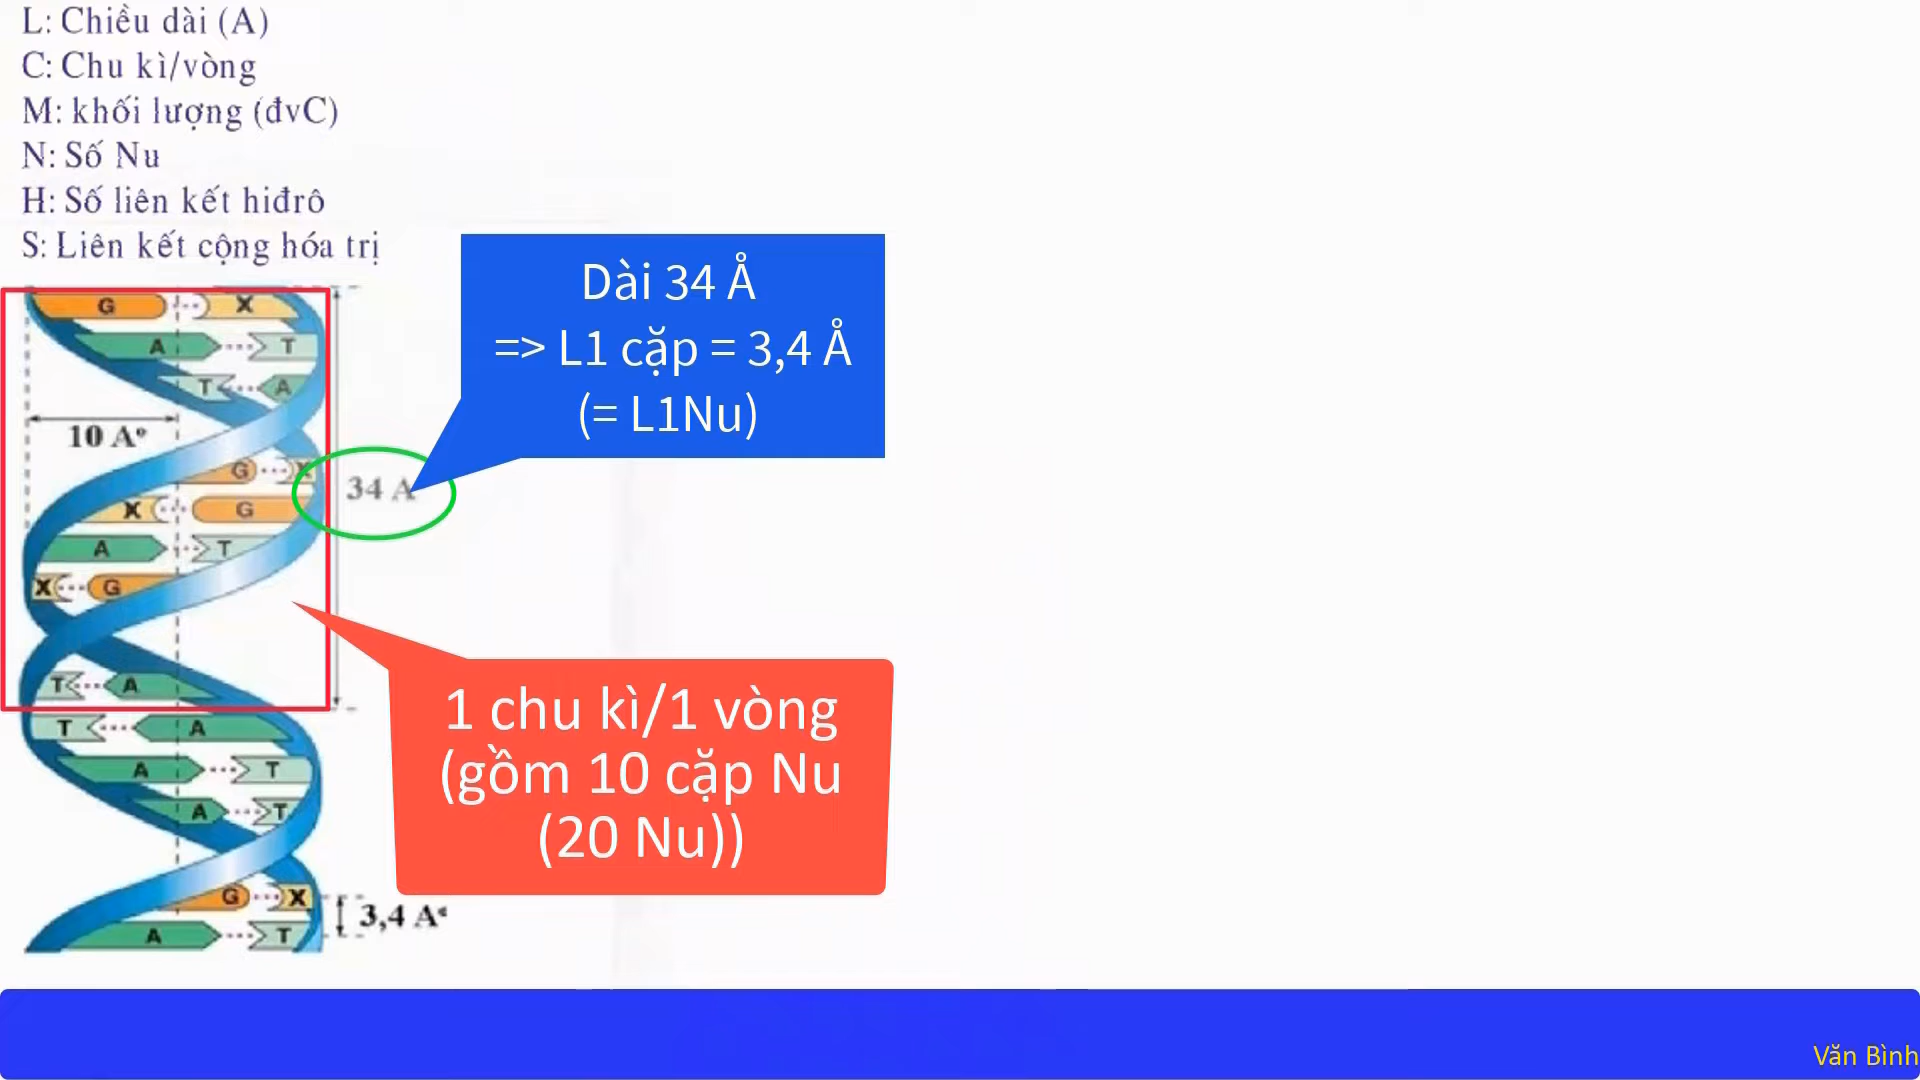 L: Chiều dài (A)
C: Chu kì/vòng
M: khối lượng (đvC)
N: Số Nu
H: Số liên kết hiđrô
S: Liên kết cộng hóa trị
Dài 34 Å
=> L1 cặp = 3,4 Å
(= L1Nu)
G X
A T
T A
10 Aº
G X
34 A
X G
A T
X G
1 chu kì/1 vòng
(gồm 10 cặp Nu
(20 Nu))
T A
T A
A T
A T
G X
3,4 Aº
A T
Văn Bình